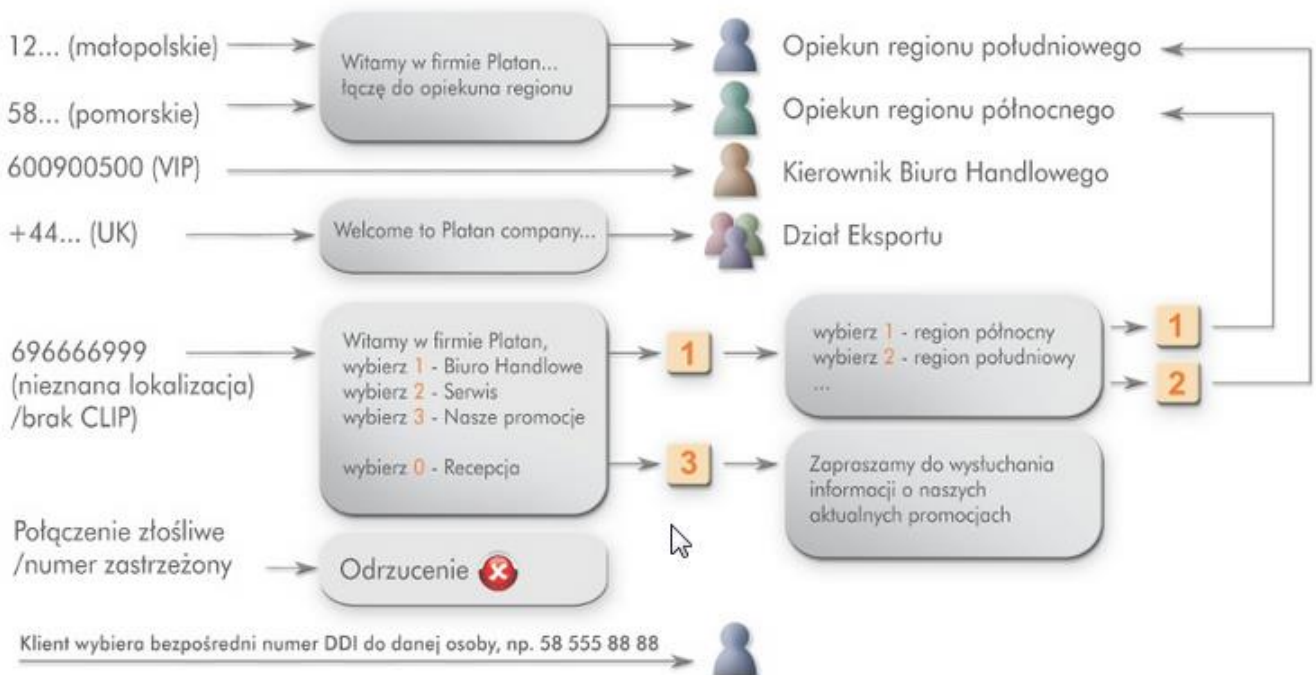 12... (małopolskie)
Witamy w firmie Platan...
łączę do opiekuna regionu
Opiekun regionu południowego
58... (pomorskie)
Opiekun regionu północnego
600900500 (VIP)
Kierownik Biura Handlowego
+44... (UK)
Welcome to Platan company...
Dział Eksportu
696666999
(nieznana lokalizacja)
/brak CLIP)
Witamy w firmie Platan,
wybierz 1 - Biuro Handlowe
wybierz 2 - Serwis
wybierz 3 - Nasze promocje
wybierz 0 - Recepcja
1
wybierz 1 - region północny
wybierz 2 - region południowy
...
1
2
3
Zapraszamy do wysłuchania
informacji o naszych
aktualnych promocjach
Połączenie złośliwe
/numer zastrzeżony
Odrzucenie
Klient wybiera bezpośredni numer DDI do danej osoby, np. 58 555 88 88